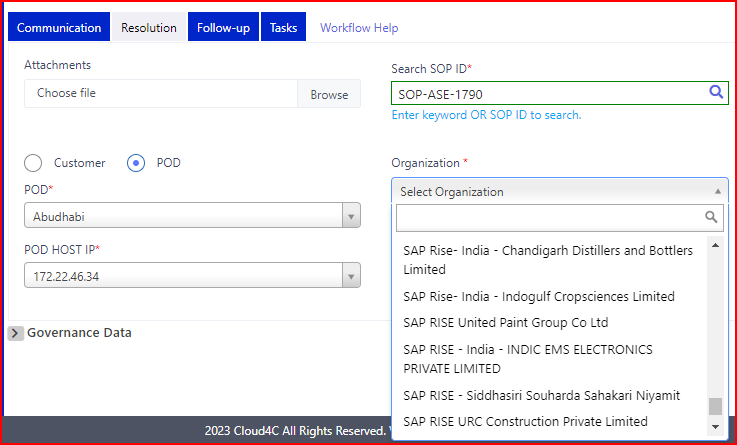 Communication
Resolution
Follow-up
Tasks
Workflow Help
Attachments
Choose file
Browse
Search SOP ID*
SOP-ASE-1790
Enter keyword OR SOP ID to search.
Customer
POD
POD*
Abudhabi
POD HOST IP*
172.22.46.34
Organization *
Select Organization
SAP Rise- India - Chandigarh Distillers and Bottlers
Limited
SAP Rise- India - Indogulf Cropsciences Limited
SAP RISE United Paint Group Co Ltd
SAP RISE - India - INDIC EMS ELECTRONICS
PRIVATE LIMITED
SAP RISE - Siddhasiri Souharda Sahakari Niyamit
SAP RISE URC Construction Private Limited
Governance Data
2023 Cloud4C All Rights Reserved.